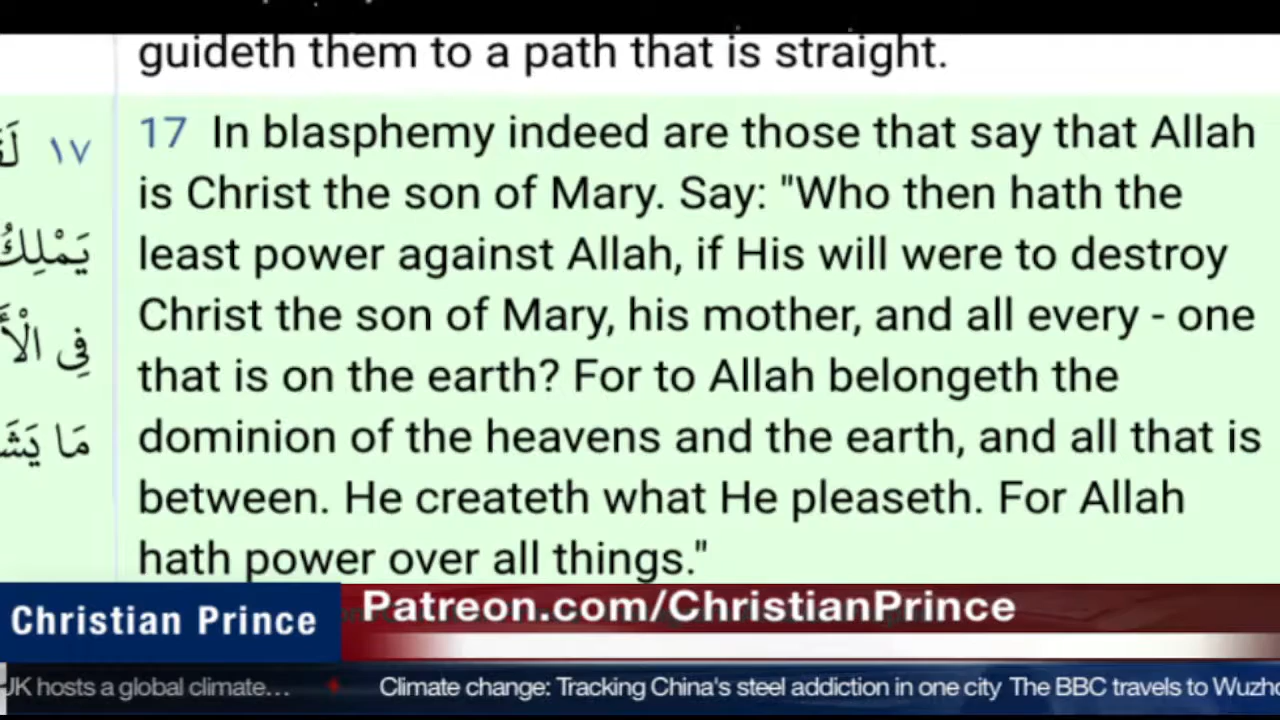 guideth them to a path that is straight.
١٧
17 In blasphemy indeed are those that say that Allah
is Christ the son of Mary. Say: "Who then hath the
least power against Allah, if His will were to destroy
Christ the son of Mary, his mother, and all every - one
that is on the earth? For to Allah belongeth the
dominion of the heavens and the earth, and all that is
between. He createth what He pleaseth. For Allah
hath power over all things."
يَمْلِكُ
فِي
مَا
Christian Prince
Patreon.com/ChristianPrince
UK hosts a global climate... Climate change: Tracking China's steel addiction in one city The BBC travels to